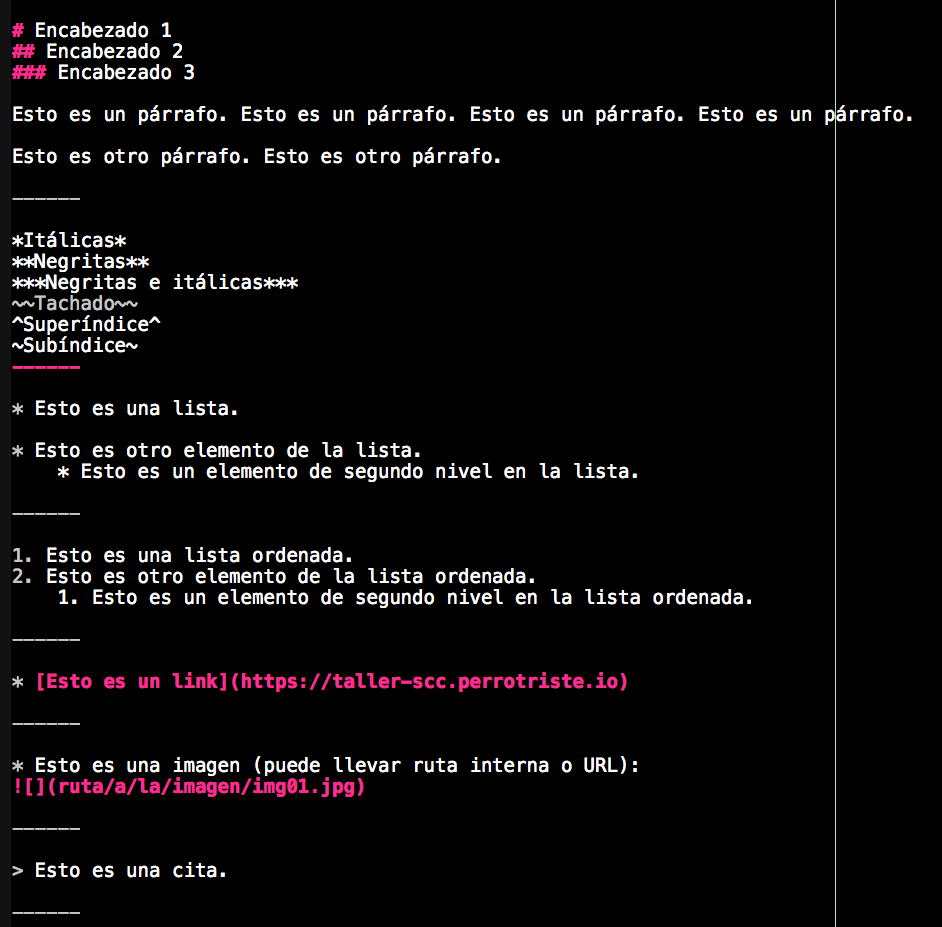 # Encabezado 1
## Encabezado 2
### Encabezado 3
Esto es un párrafo. Esto es un párrafo. Esto es un párrafo. Esto es un párrafo.
Esto es otro párrafo. Esto es otro párrafo.
------
*Itálicas*
**Negritas**
***Negritas e itálicas***
~~Tachado~~
^Superíndice^
~Subíndice~
------
* Esto es una lista.
* Esto es otro elemento de la lista.
    * Esto es un elemento de segundo nivel en la lista.
------
1. Esto es una lista ordenada.
2. Esto es otro elemento de la lista ordenada.
    1. Esto es un elemento de segundo nivel en la lista ordenada.
------
* [Esto es un link](https://taller-scc.perrotriste.io)
------
* Esto es una imagen (puede llevar ruta interna o URL):
![](ruta/a/la/imagen/img01.jpg)
------
> Esto es una cita.
------